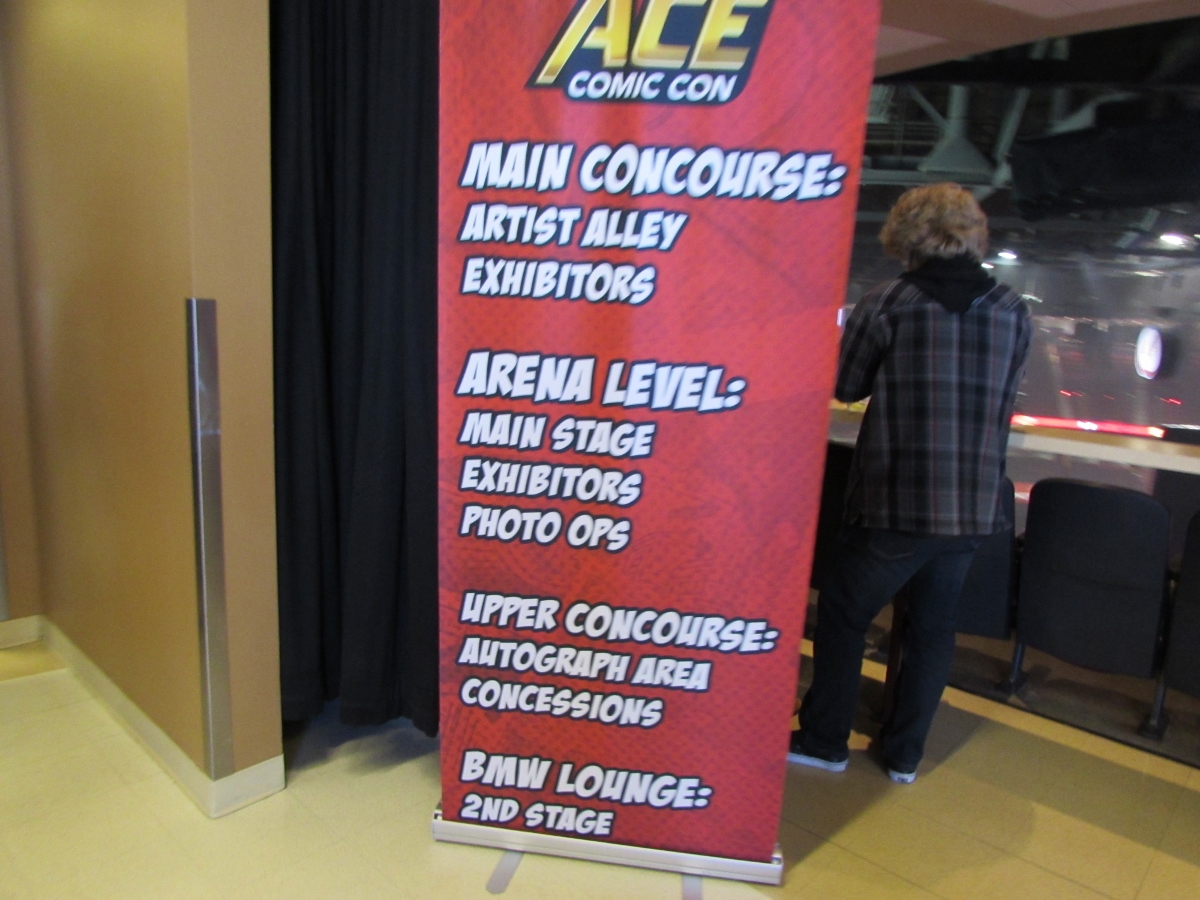 ACE
COMIC CON
MAIN CONCOURSE:
ARTIST ALLEY
EXHIBITORS
ARENA LEVEL:
MAIN STAGE
EXHIBITORS
PHOTO OPS
UPPER CONCOURSE:
AUTOGRAPH AREA
CONCESSIONS
BMW LOUNGE:
2ND STAGE